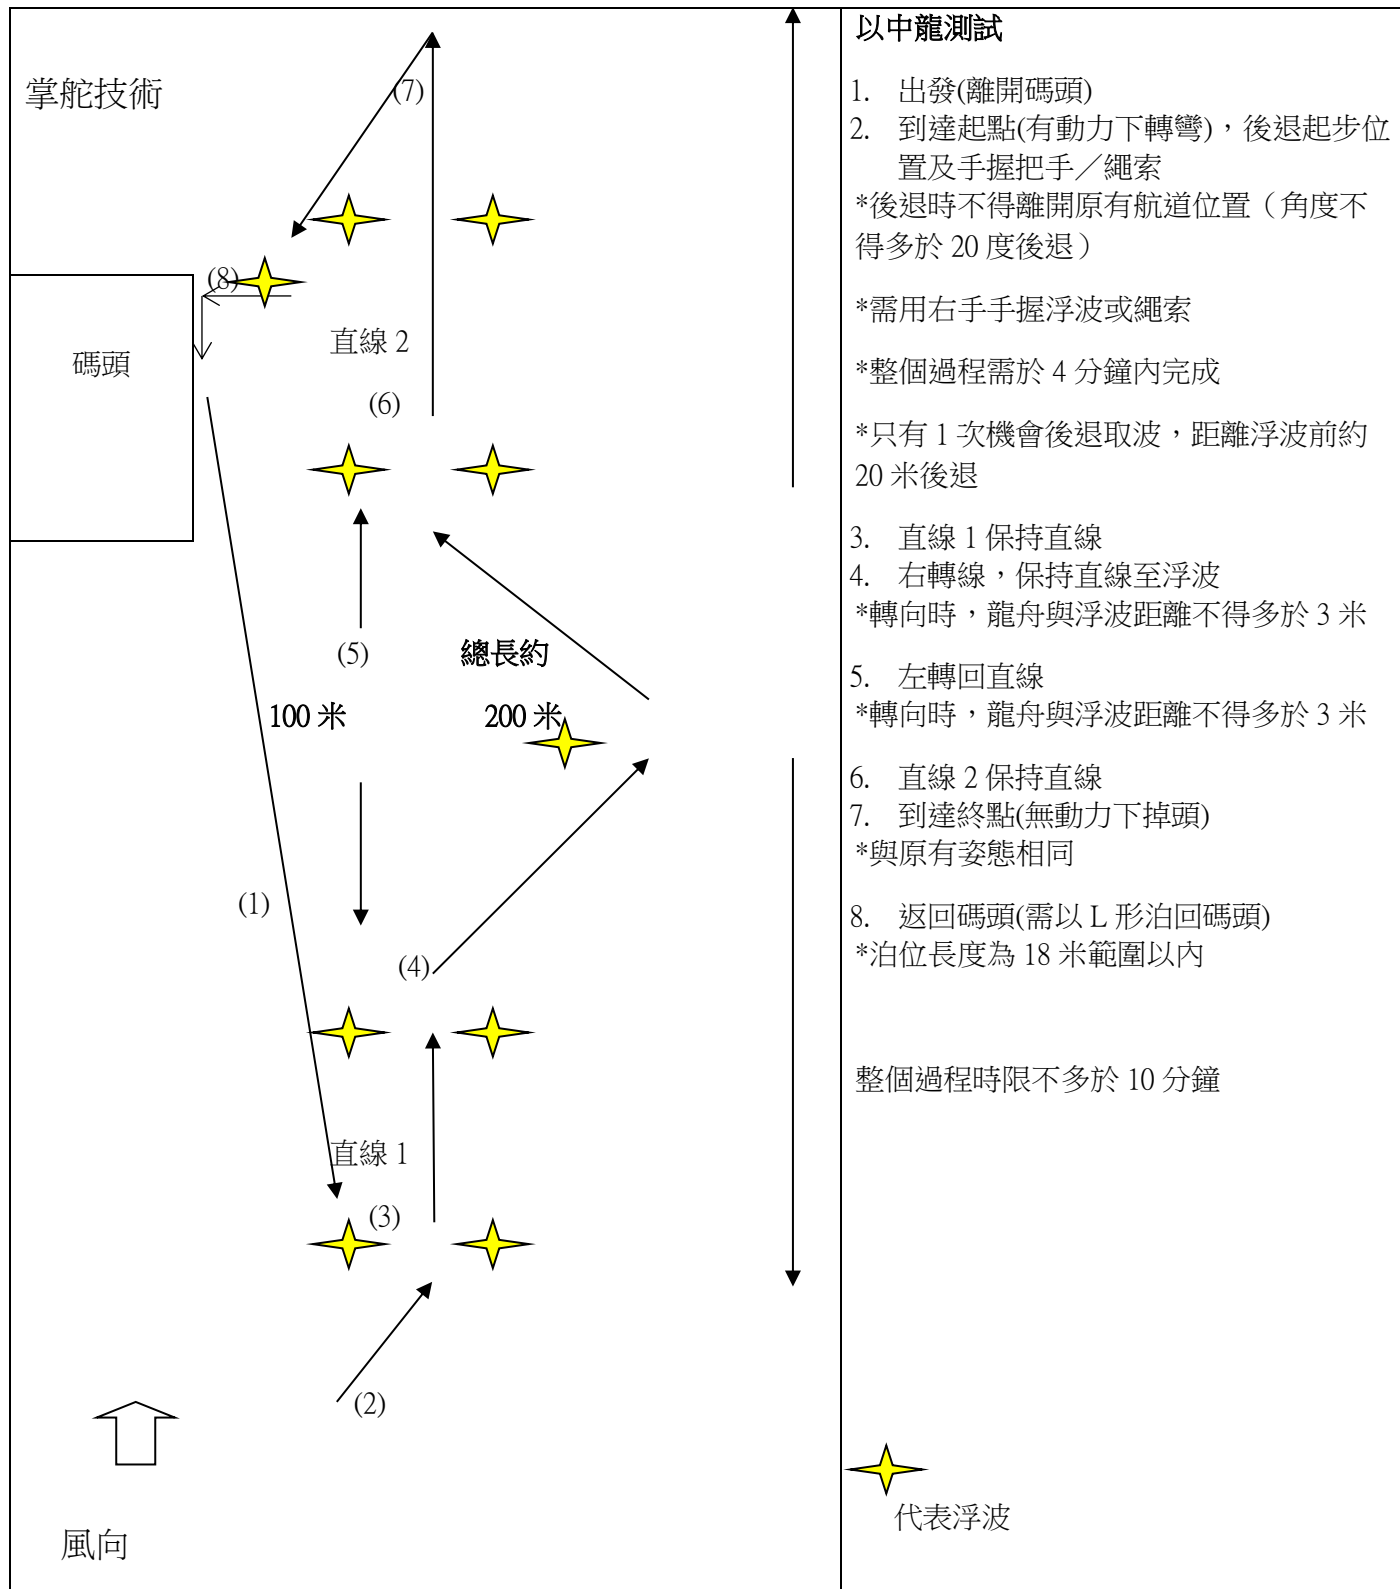 掌舵技術
(7)
(8)
碼頭
直線 2
(6)
(5)
總長約
100 米
200 米
(1)
(4)
直線 1
(3)
(2)
風向
以中龍測試
1. 出發(離開碼頭)
2. 到達起點(有動力下轉彎)，後退起步位
置及手握把手／繩索
*後退時不得離開原有航道位置（角度不
得多於 20 度後退）
*需用右手手握浮波或繩索
*整個過程需於 4 分鐘內完成
*只有 1 次機會後退取波，距離浮波前約
20 米後退
3. 直線 1 保持直線
4. 右轉線，保持直線至浮波
*轉向時，龍舟與浮波距離不得多於 3 米
5. 左轉回直線
*轉向時，龍舟與浮波距離不得多於 3 米
6. 直線 2 保持直線
7. 到達終點(無動力下掉頭)
*與原有姿態相同
8. 返回碼頭(需以 L 形泊回碼頭)
*泊位長度為 18 米範圍以內
整個過程時限不多於 10 分鐘
代表浮波